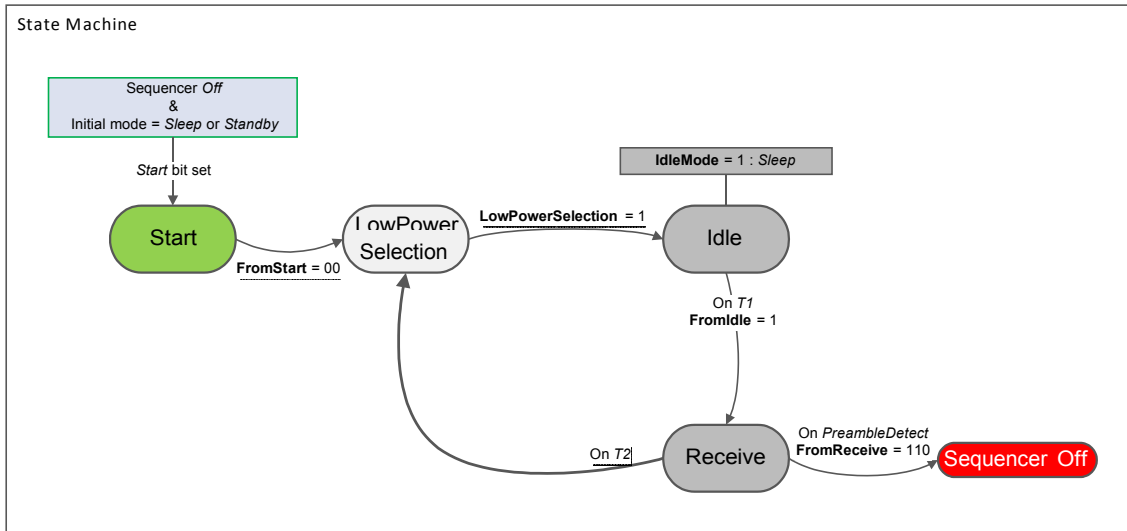 State Machine
Sequencer Off
&
Initial mode = Sleep or Standby
Start bit set
IdleMode = 1 : Sleep
Start
FromStart = 00
LowPower
Selection
LowPowerSelection = 1
Idle
On T1
FromIdle = 1
On T2
Receive
On PreambleDetect
FromReceive = 110
Sequencer Off